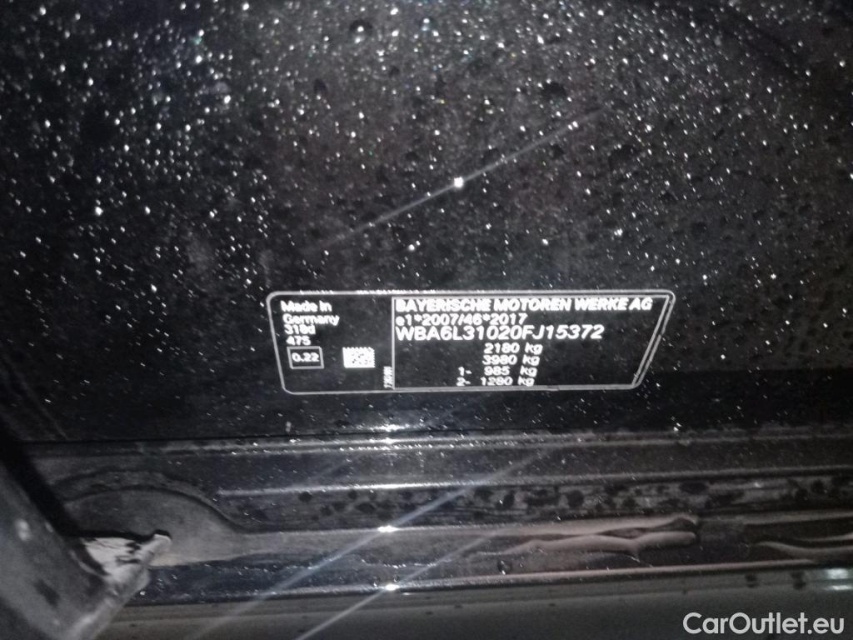 Made in
Germany
318d
475
0.22
BAYERISCHE MOTOREN WERKE AG
e1*2007/46*2017
WBA6L31020FJ15372
2180 kg
3980 kg
1- 985 kg
2- 1280 kg
CarOutlet.eu